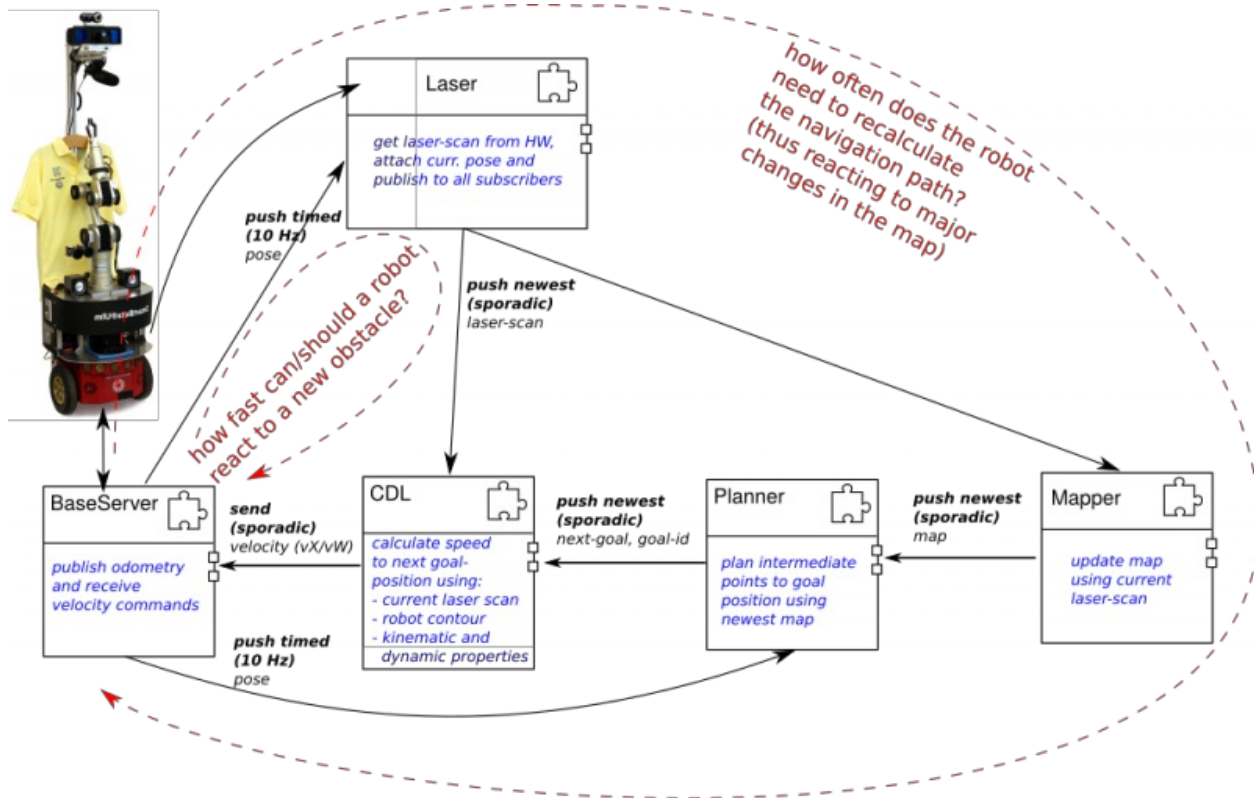 Laser
get laser-scan from HW,
attach curr. pose and
publish to all subscribers
how often does the robot
need to recalculate
the navigation path?
(thus reacting to major
changes in the map)
push timed
(10 Hz)
pose
push newest
(sporadic)
laser-scan
how fast can/should a robot
react to a new obstacle?
BaseServer
publish odometry
and receive
velocity commands
send
(sporadic)
velocity (vX/vW)
CDL
calculate speed
to next goal-
position using:
- current laser scan
- robot contour
- kinematic and
dynamic properties
push newest
(sporadic)
next-goal, goal-id
Planner
plan intermediate
points to goal
position using
newest map
push newest
(sporadic)
map
Mapper
update map
using current
laser-scan
push timed
(10 Hz)
pose